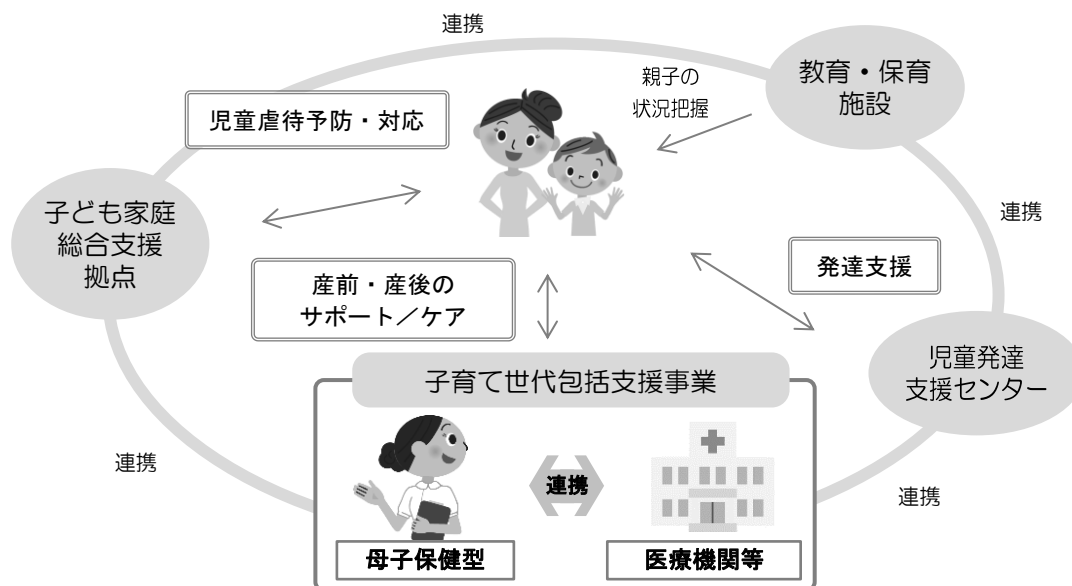 連携
教育・保育
施設
親子の
状況把握
児童虐待予防・対応
子ども家庭
総合支援
拠点
連携
発達支援
産前・産後の
サポート／ケア
児童発達
支援センター
子育て世代包括支援事業
連携
連携
連携
母子保健型
医療機関等